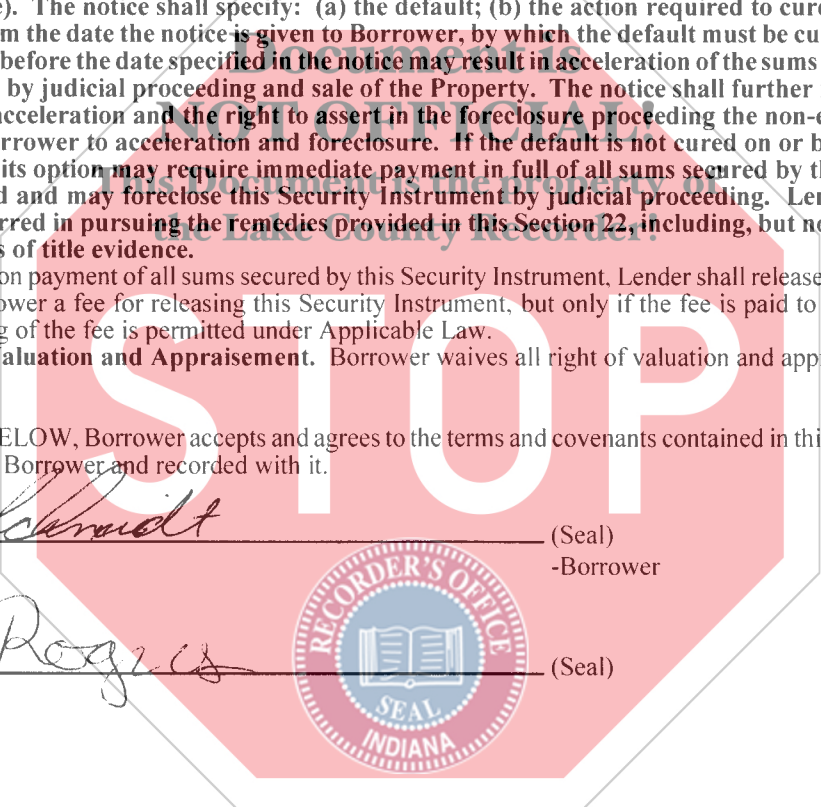 e). The notice shall specify: (a) the default; (b) the action required to cure
m the date the notice is given to Borrower, by which the default must be cu
before the date specified in the notice may result in acceleration of the sums
by judicial proceeding and sale of the Property. The notice shall further
acceleration and the right to assert in the foreclosure proceeding the non-e
rrower to acceleration and foreclosure. If the default is not cured on or b
its option may require immediate payment in full of all sums secured by th
d and may foreclose this Security Instrument by judicial proceeding. Len
rred in pursuing the remedies provided in this Section 22, including, but no
s of title evidence.
on payment of all sums secured by this Security Instrument, Lender shall release
ower a fee for releasing this Security Instrument, but only if the fee is paid to
g of the fee is permitted under Applicable Law.
aluation and Appraisement. Borrower waives all right of valuation and app
ELOW, Borrower accepts and agrees to the terms and covenants contained in thi
Borrower and recorded with it.
Schmidt
(Seal)
-Borrower
Rogers
(Seal)
Document is
NOT OFFICIAL!
This Document is the property of
the Lake County Recorder!
STOP
RECORDER'S OFFICE
SEAL
INDIANA